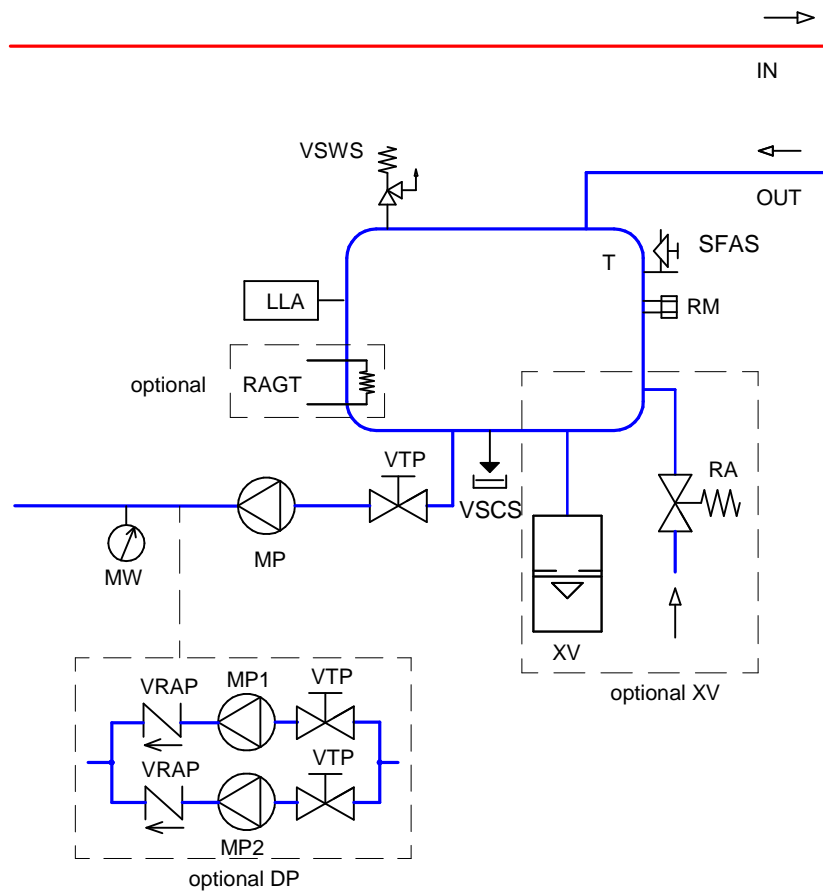 IN
VSWS
OUT
SFAS
T
LLA
RM
optional
RAGT
VTP
RA
VSCS
MP
MW
XV
optional XV
VRAP
MP1
VTP
VRAP
VTP
MP2
optional DP